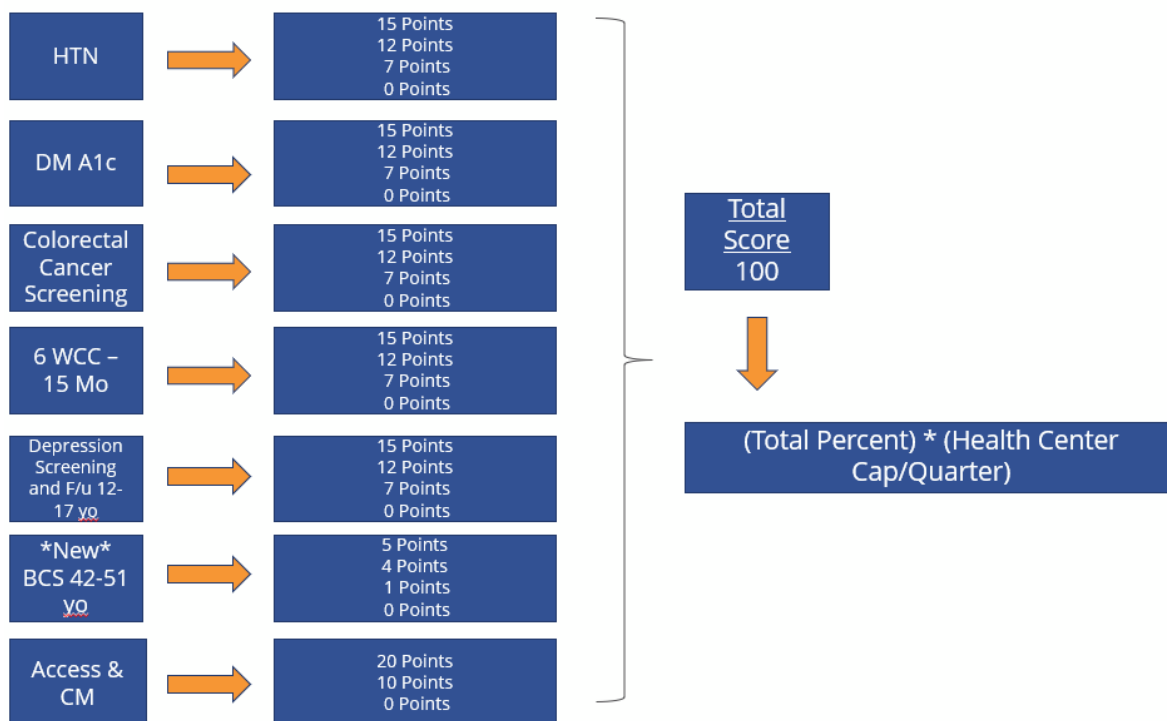 HTN
15 Points
12 Points
7 Points
0 Points
DM A1c
15 Points
12 Points
7 Points
0 Points
Colorectal
Cancer
Screening
15 Points
12 Points
7 Points
0 Points
6 WCC –
15 Mo
15 Points
12 Points
7 Points
0 Points
Depression
Screening
and F/u 12-
17 yo
15 Points
12 Points
7 Points
0 Points
*New*
BCS 42-51
yo
5 Points
4 Points
1 Points
0 Points
Access &
CM
20 Points
10 Points
0 Points
Total
Score
100
(Total Percent) * (Health Center
Cap/Quarter)